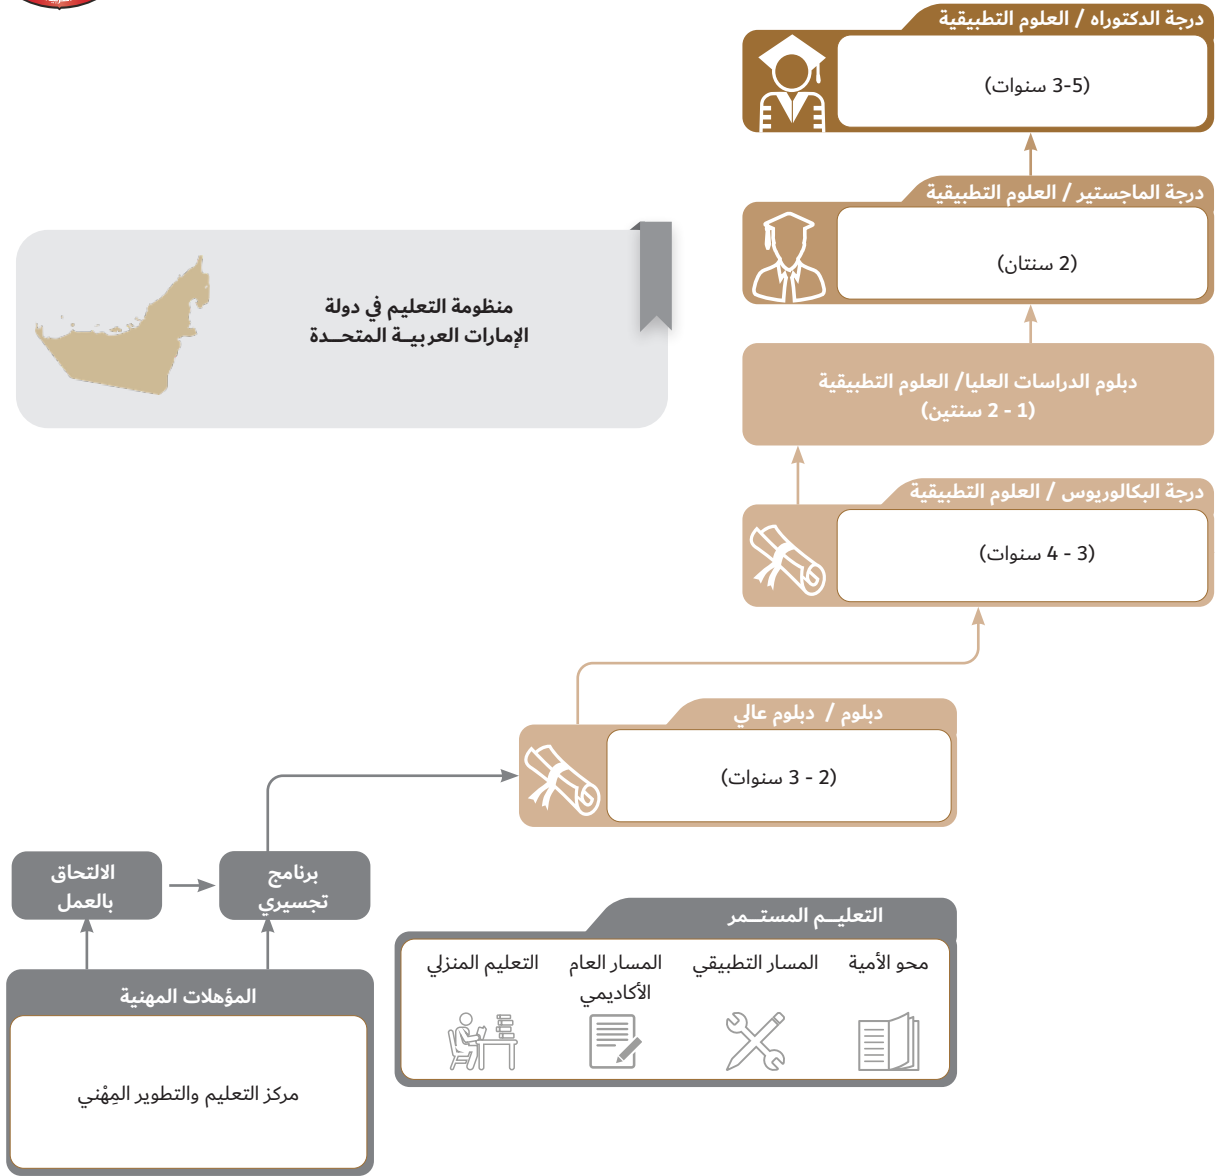 درجة الدكتوراه / العلوم التطبيقية
(3-5 سنوات)
درجة الماجستير / العلوم التطبيقية
(2 سنتان)
منظومة التعليم في دولة
الإمارات العربيــة المتحــدة
دبلوم الدراسات العليا/ العلوم التطبيقية
(1 - 2 سنتين)
درجة البكالوريوس / العلوم التطبيقية
(3 - 4 سنوات)
دبلوم / دبلوم عالي
(2 - 3 سنوات)
برنامج
تجسيري
الالتحاق
بالعمل
التعليــم المستــمر
محو الأمية
المسار التطبيقي
المسار العام
الأكاديمي
التعليم المنزلي
المؤهلات المهنية
مركز التعليم والتطوير المِهْني